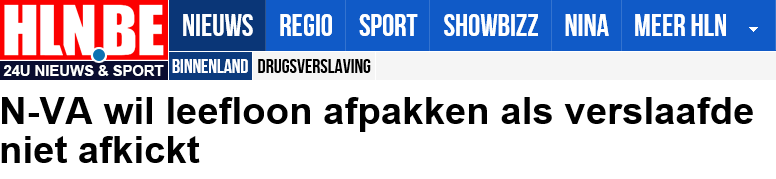 HLN.BE
24U NIEUWS & SPORT
NIEUWS REGIO SPORT SHOWBIZZ NINA MEER HLN
BINNENLAND DRUGSVERSLAVING
N-VA wil leefloon afpakken als verslaafde
niet afkickt